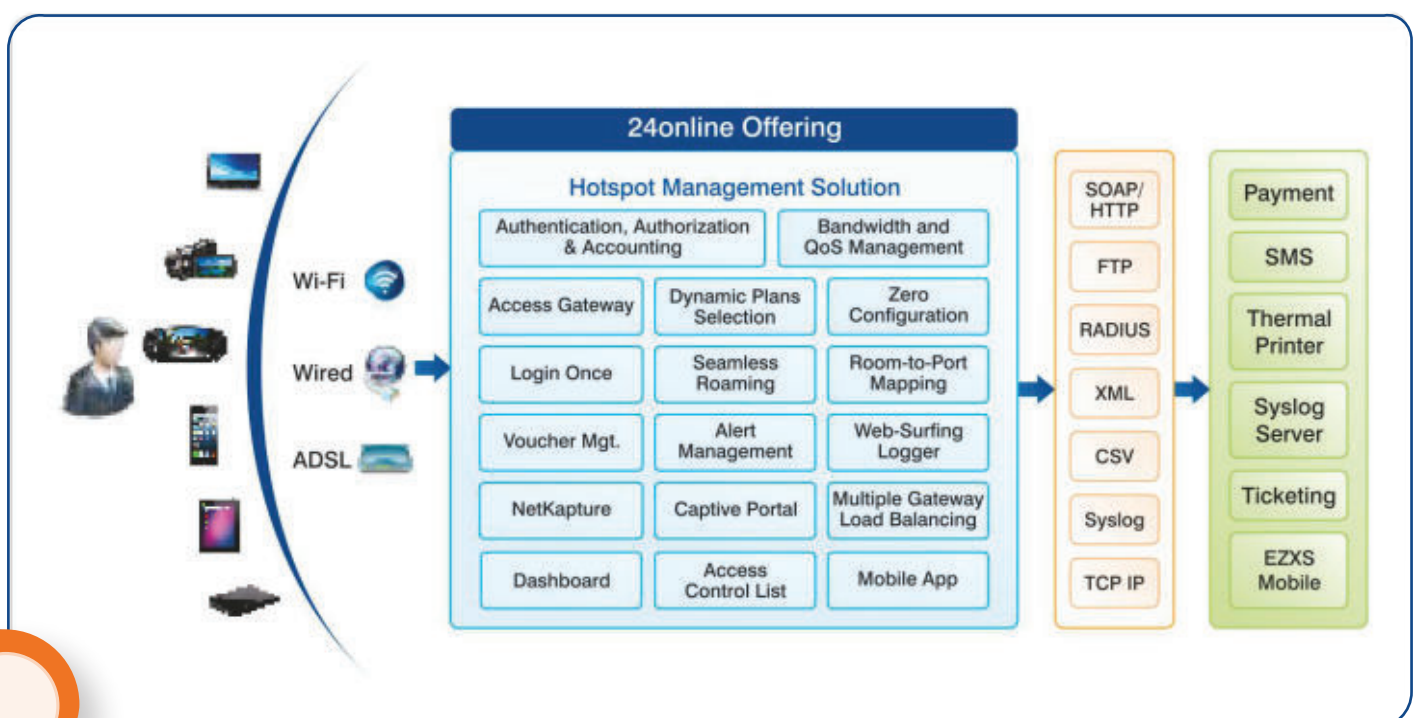 24online Offering
Hotspot Management Solution
Authentication, Authorization
& Accounting
Bandwidth and
QoS Management
Access Gateway
Dynamic Plans
Selection
Zero
Configuration
Login Once
Seamless
Roaming
Room-to-Port
Mapping
Voucher Mgt.
Alert
Management
Web-Surfing
Logger
NetKapture
Captive Portal
Multiple Gateway
Load Balancing
Dashboard
Access
Control List
Mobile App
Wi-Fi
Wired
ADSL
SOAP/
HTTP
FTP
RADIUS
XML
CSV
Syslog
TCP IP
Payment
SMS
Thermal
Printer
Syslog
Server
Ticketing
EZXS
Mobile